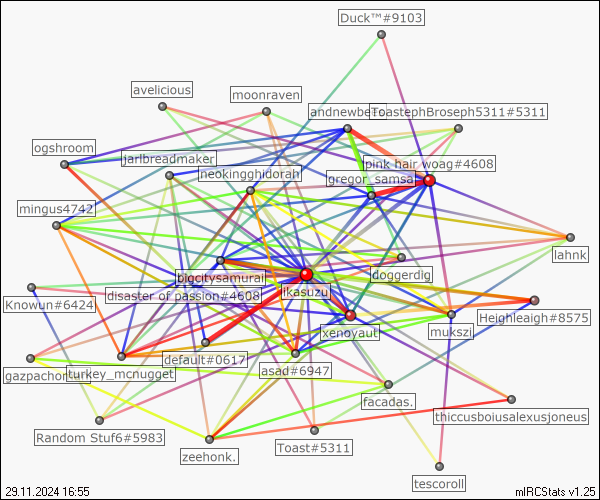 Duck™#9103
avelicious
moonraven
ToastephBroseph5311#5311
ogshroom
jarlbreadmaker
neokingghidorah
pink hair woag#4608
gregor_samsa
mingus4742
lahnk
bigcitysamurai
doggerdig
disaster of passion#4608
ikasuzu
Knowun#6424
Heighleaigh#8575
xenoyaut
mukszi
default#0617
turkey_mcnugget
asad#6947
facadas.
thiccusboiusalexusjoneus
Random Stuf6#5983
Toast#5311
zeehonk.
tescoroll
29.11.2024 16:55
mIRCStats v1.25